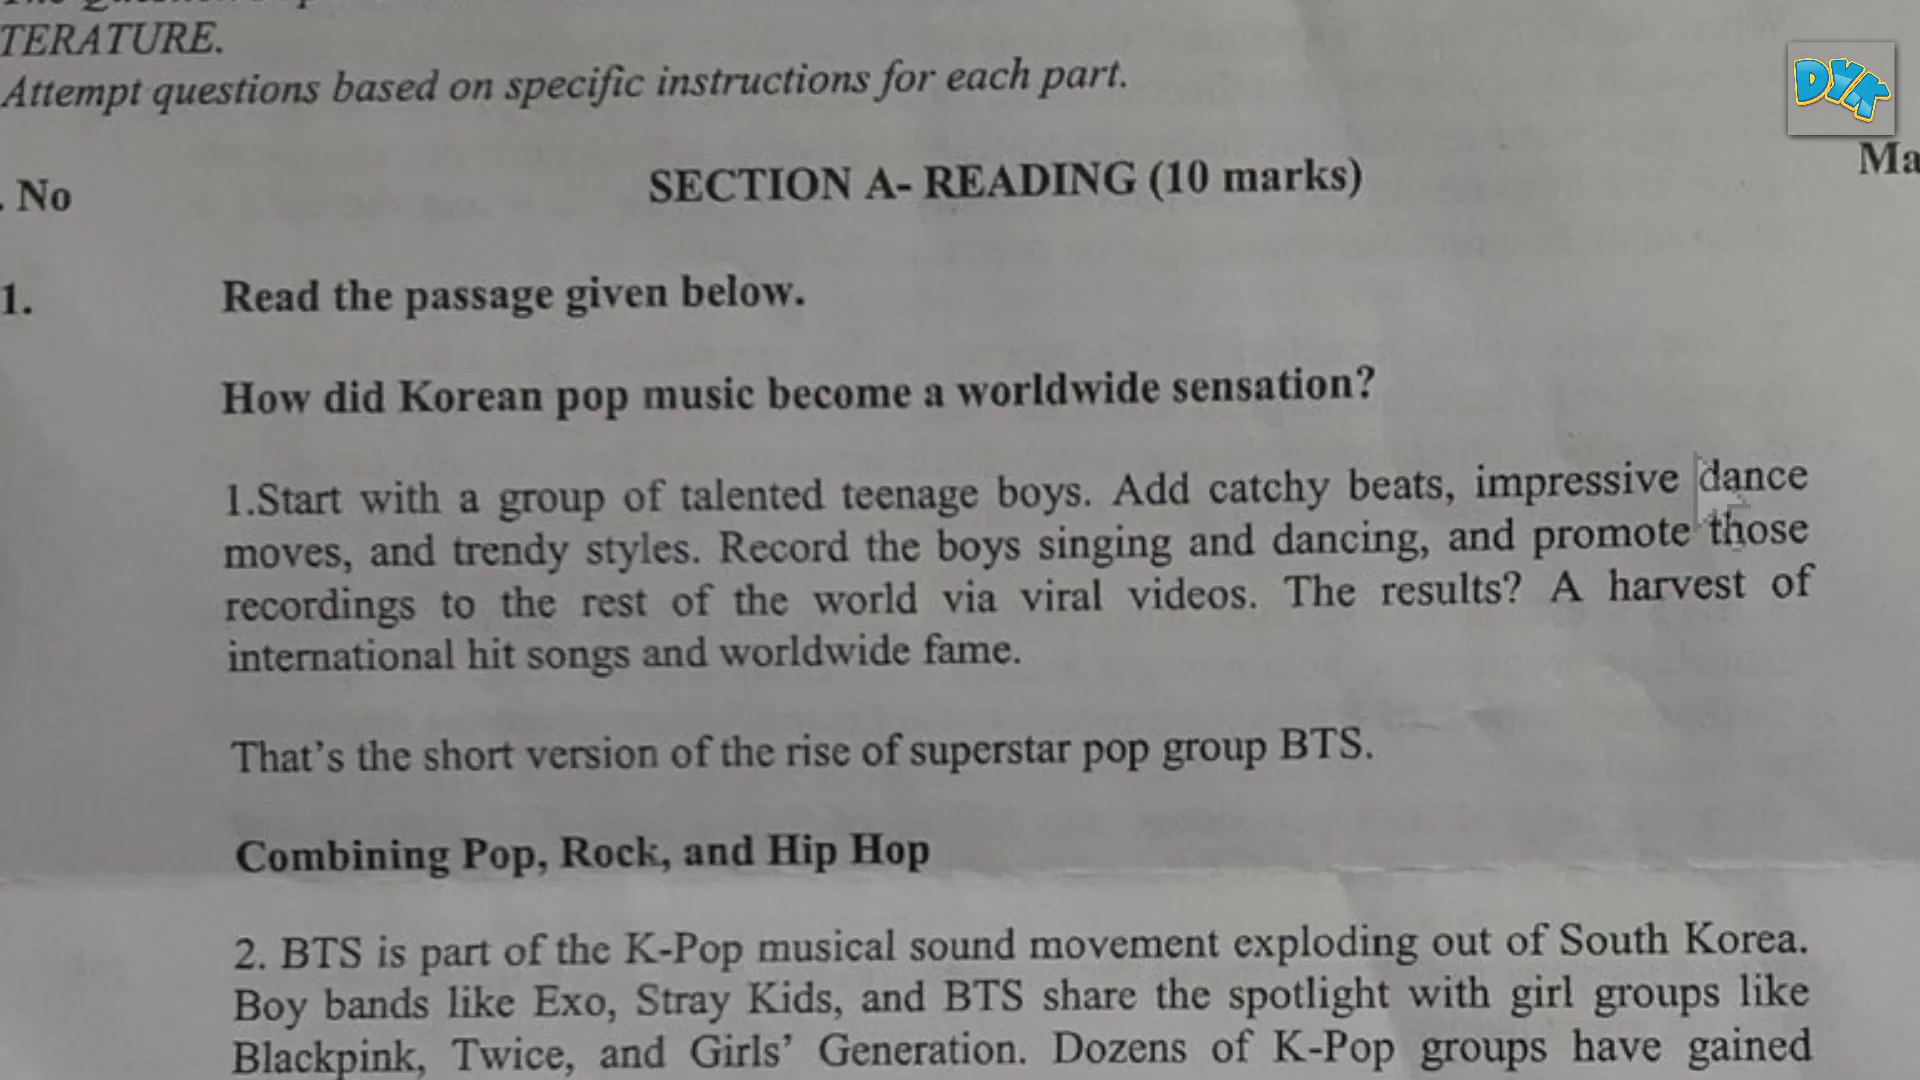 TERATURE.
Attempt questions based on specific instructions for each part.
DYK
Ma
. No
SECTION A- READING (10 marks)
1.
Read the passage given below.
How did Korean pop music become a worldwide sensation?
1.Start with a group of talented teenage boys. Add catchy beats, impressive dance
moves, and trendy styles. Record the boys singing and dancing, and promote those
recordings to the rest of the world via viral videos. The results? A harvest of
international hit songs and worldwide fame.
That's the short version of the rise of superstar pop group BTS.
Combining Pop, Rock, and Hip Hop
2. BTS is part of the K-Pop musical sound movement exploding out of South Korea.
Boy bands like Exo, Stray Kids, and BTS share the spotlight with girl groups like
Blackpink, Twice, and Girls' Generation. Dozens of K-Pop groups have gained